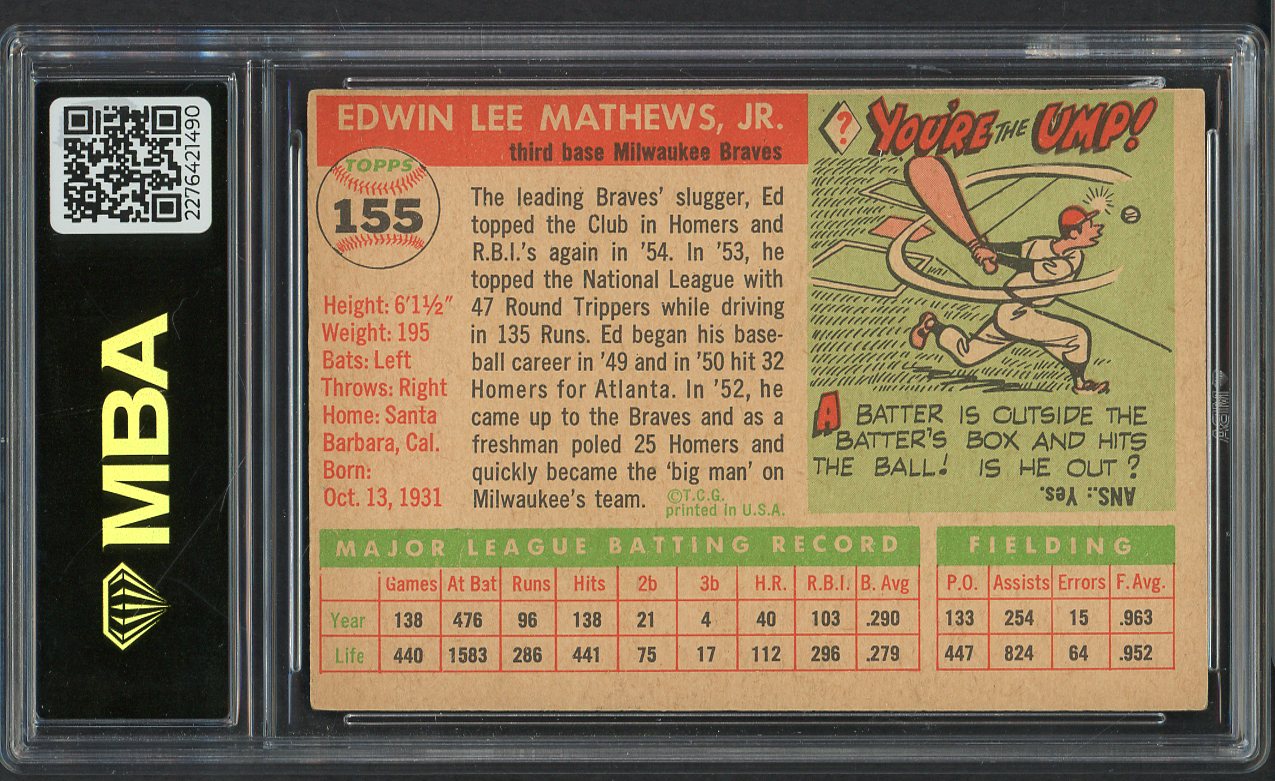 2276421490
MBA
EDWIN LEE MATHEWS, JR.
third base Milwaukee Braves
TOPPS
155
Height: 6'1½"
Weight: 195
Bats: Left
Throws: Right
Home: Santa
Barbara, Cal.
Born:
Oct. 13, 1931
The leading Braves' slugger, Ed
topped the Club in Homers and
R.B.I.'s again in '54. In '53, he
topped the National League with
47 Round Trippers while driving
in 135 Runs. Ed began his base-
ball career in '49 and in '50 hit 32
Homers for Atlanta. In '52, he
came up to the Braves and as a
freshman poled 25 Homers and
quickly became the 'big man' on
Milwaukee's team.
©T.C.G.
printed in U.S.A.
?
YOU'RE THE UMP!
A BATTER IS OUTSIDE THE
BATTER'S BOX AND HITS
THE BALL! IS HE OUT?
ANS.: Yes.
MAJOR LEAGUE BATTING RECORD FIELDING
Games At Bat Runs Hits 2b 3b H.R. R.B.I. B. Avg P.O. Assists Errors F. Avg.
Year 138 476 96 138 21 4 40 103 .290 133 254 15 .963
Life 440 1583 286 441 75 17 112 296 .279 447 824 64 .952